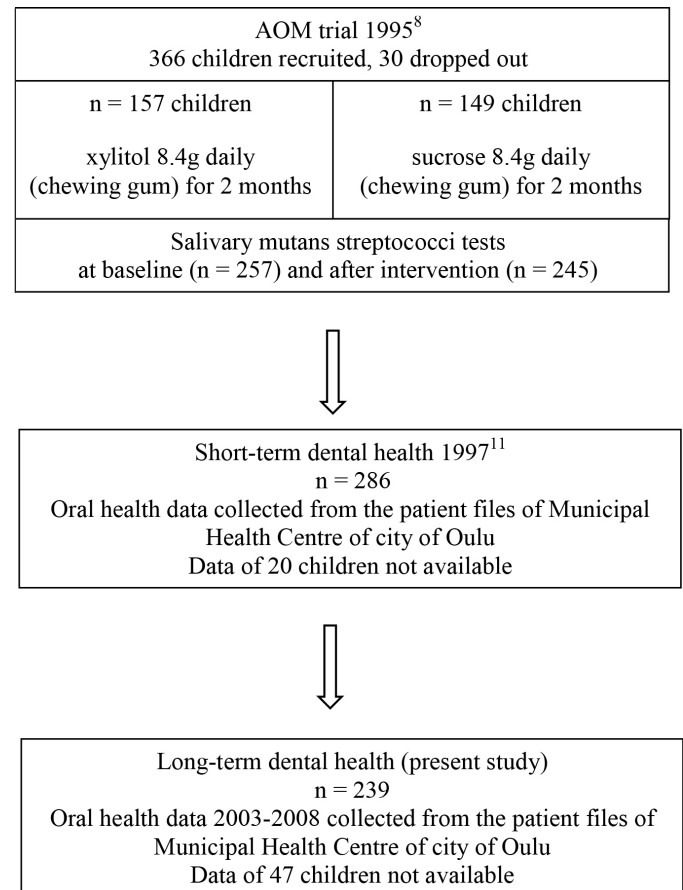 AOM trial 1995⁸
366 children recruited, 30 dropped out
n = 157 children
xylitol 8.4g daily
(chewing gum) for 2 months
n = 149 children
sucrose 8.4g daily
(chewing gum) for 2 months
Salivary mutans streptococci tests
at baseline (n = 257) and after intervention (n = 245)
Short-term dental health 1997¹¹
n = 286
Oral health data collected from the patient files of Municipal
Health Centre of city of Oulu
Data of 20 children not available
Long-term dental health (present study)
n = 239
Oral health data 2003-2008 collected from the patient files of
Municipal Health Centre of city of Oulu
Data of 47 children not available